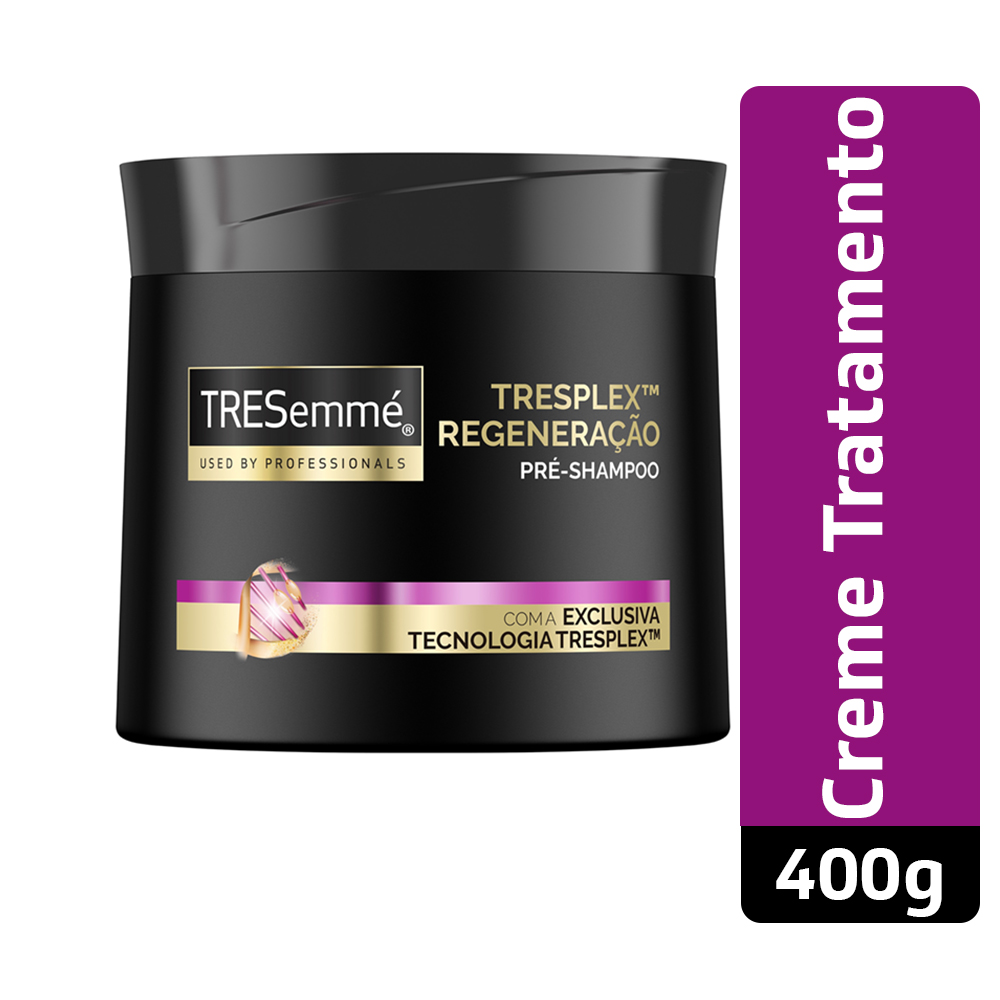 TRESemmé®
USED BY PROFESSIONALS
TRESPLEX™
REGENERAÇÃO
PRÉ-SHAMPOO
COM A EXCLUSIVA
TECNOLOGIA TRESPLEX™
Creme Tratamento
400g